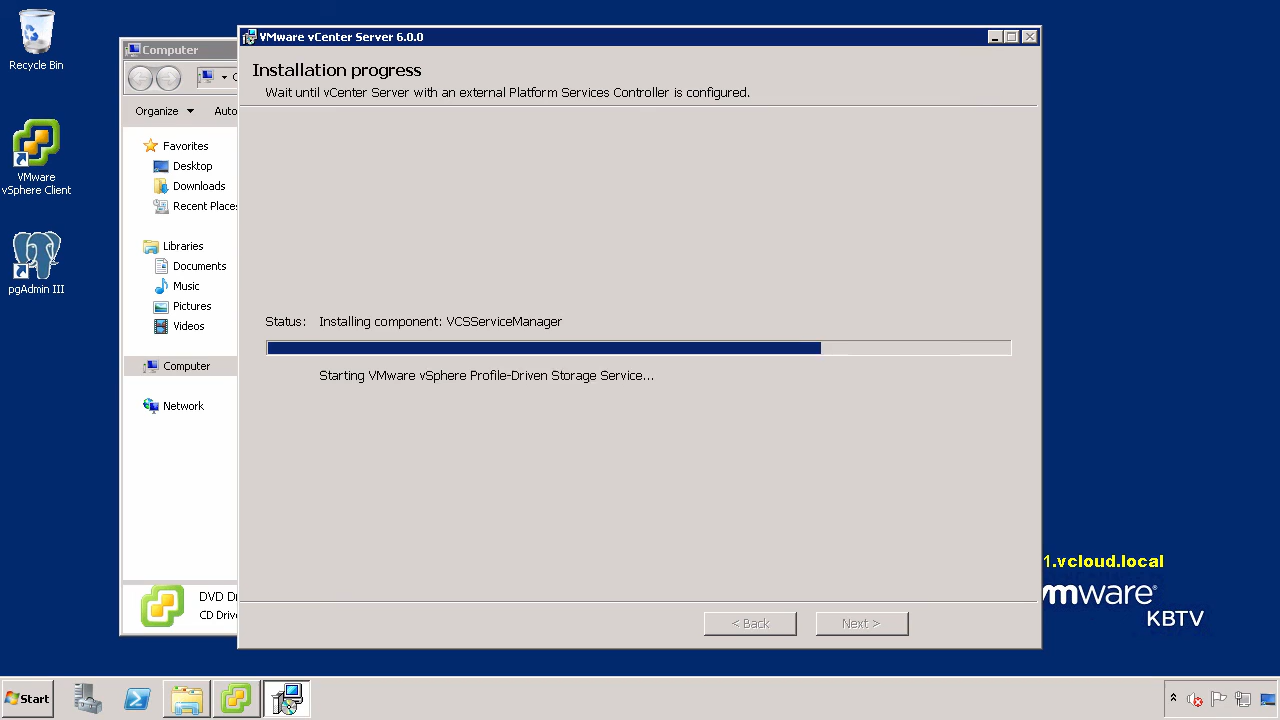 Recycle Bin
VMware
vSphere Client
pgAdmin III
Computer
Organize
Auto
Favorites
Desktop
Downloads
Recent Places
Libraries
Documents
Music
Pictures
Videos
Computer
Network
DVD
CD
VMware vCenter Server 6.0.0
Installation progress
Wait until vCenter Server with an external Platform Services Controller is configured.
Status: Installing component: VCSServiceManager
Starting VMware vSphere Profile-Driven Storage Service...
< Back Next >
1.vcloud.local
vmware®
KBTV
Start